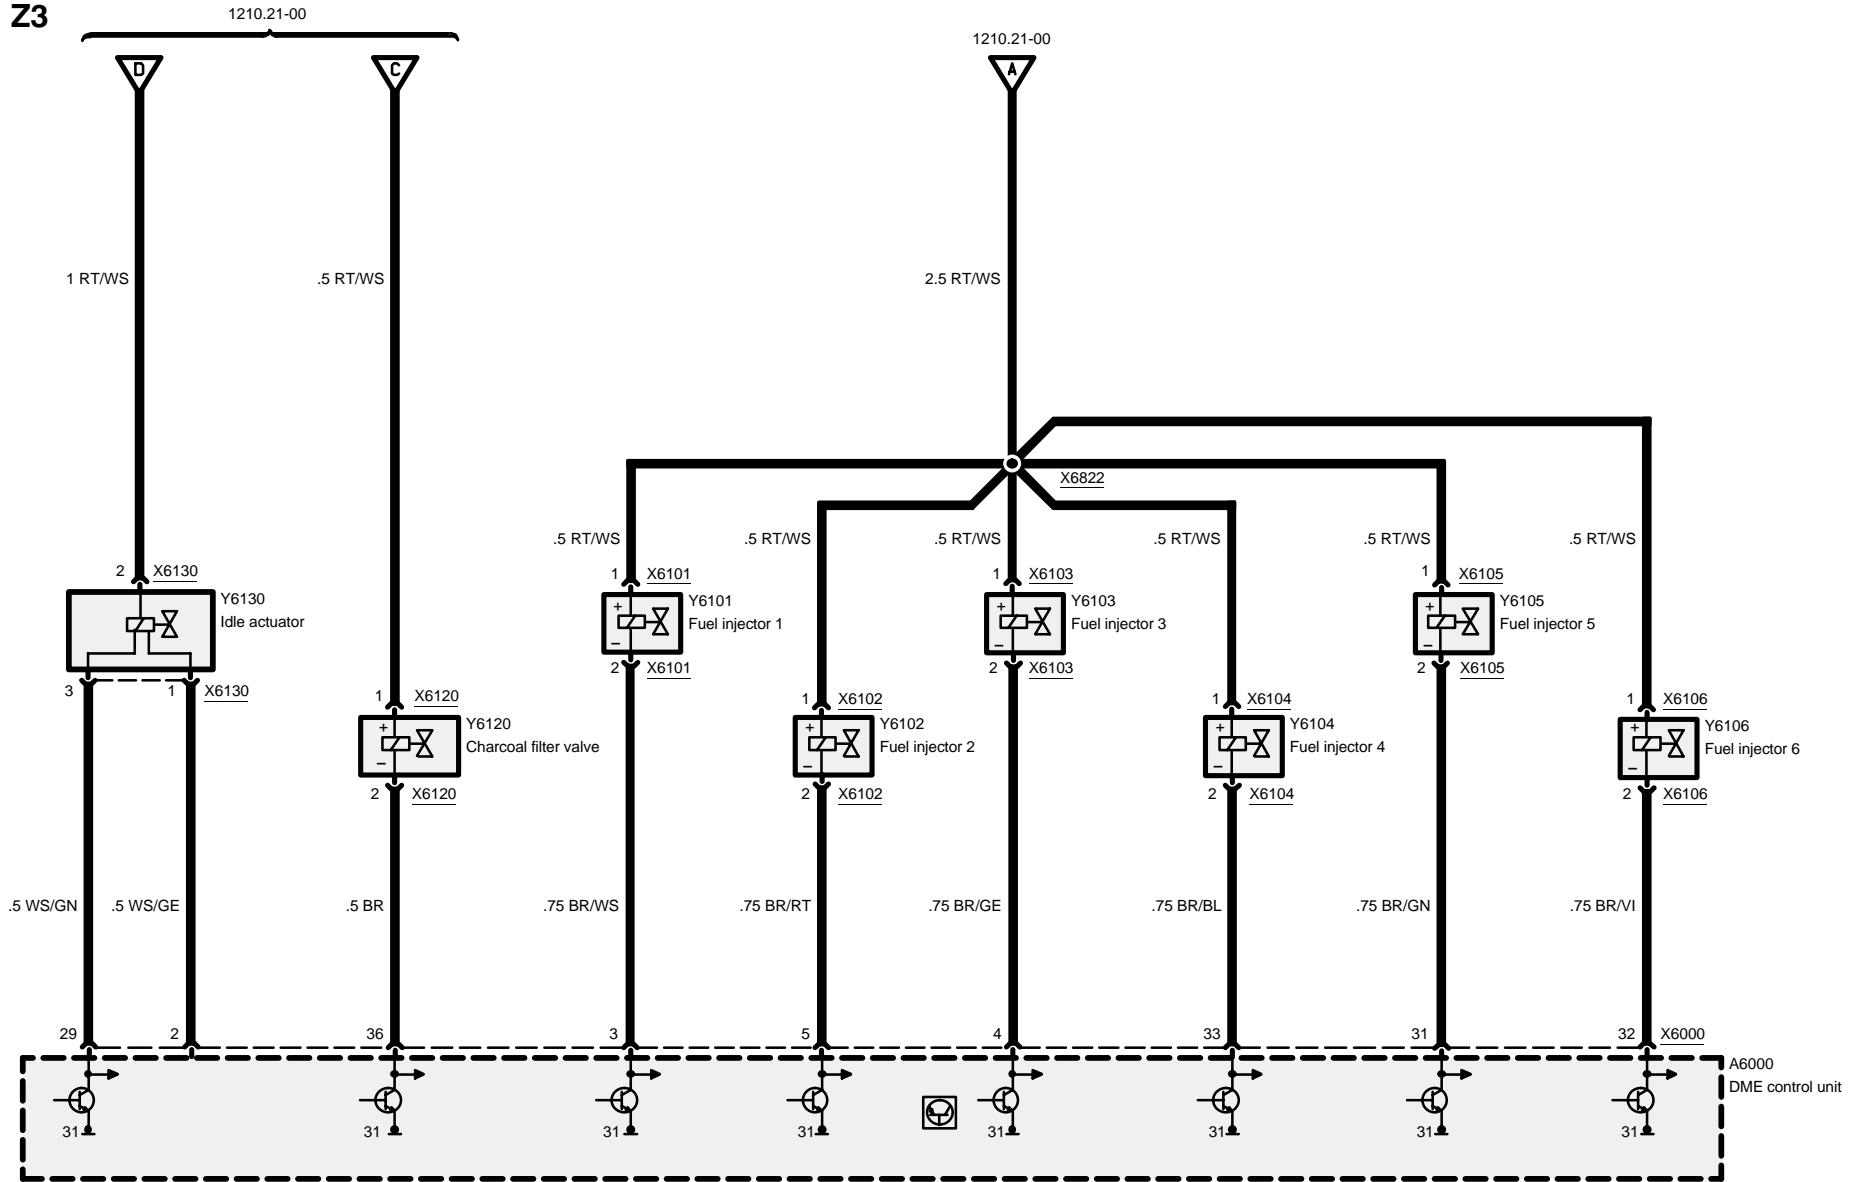 Z3
1210.21-00
1210.21-00
D
C
A
1 RT/WS
.5 RT/WS
2.5 RT/WS
X6822
.5 RT/WS
.5 RT/WS
.5 RT/WS
.5 RT/WS
.5 RT/WS
.5 RT/WS
2 X6130
1 X6101
1 X6103
1 X6105
Y6130
Idle actuator
+
−
Y6101
Fuel injector 1
+
−
Y6103
Fuel injector 3
+
−
Y6105
Fuel injector 5
2 X6101
2 X6103
2 X6105
3
1 X6130
1 X6120
1 X6102
1 X6104
1 X6106
+
−
Y6120
Charcoal filter valve
+
−
Y6102
Fuel injector 2
+
−
Y6104
Fuel injector 4
+
−
Y6106
Fuel injector 6
2 X6120
2 X6102
2 X6104
2 X6106
.5 WS/GN
.5 WS/GE
.5 BR
.75 BR/WS
.75 BR/RT
.75 BR/GE
.75 BR/BL
.75 BR/GN
.75 BR/VI
29
2
36
3
5
4
33
31
32 X6000
A6000
DME control unit
31
31
31
31
31
31
31
31